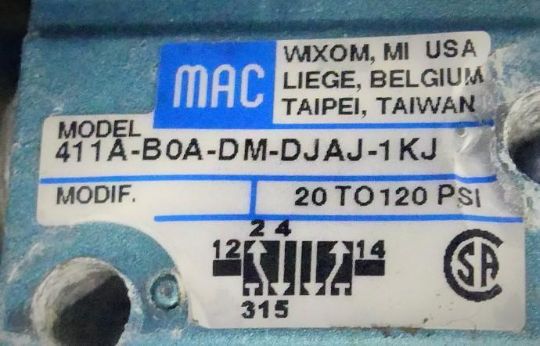 MAC
WIXOM, MI USA
LIEGE, BELGIUM
TAIPEI, TAIWAN
MODEL
411A-B0A-DM-DJAJ-1KJ
MODIF.
20 TO 120 PSI
2 4
12 14
315
CSA